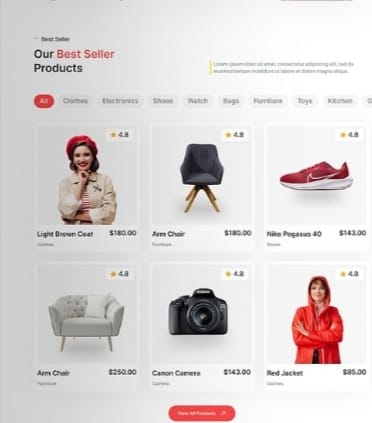 Best Seller
Our Best Seller
Products
Lorem ipsum dolor sit amet, consectetur adipiscing elit, sed do
eiusmod tempor incididunt ut labore et dolore magna aliqua.
All Clothes Electronics Shoes Watch Bags Furniture Toys Kitchen G
4.8 4.8 4.8
Light Brown Coat $180.00 Arm Chair $180.00 Nike Pegasus 40 $143.00
Clothes Furniture Shoes
4.8 4.8 4.8
Canon
Arm Chair $250.00 Canon Camera $143.00 Red Jacket $85.00
Furniture Camera Clothes
View All Products